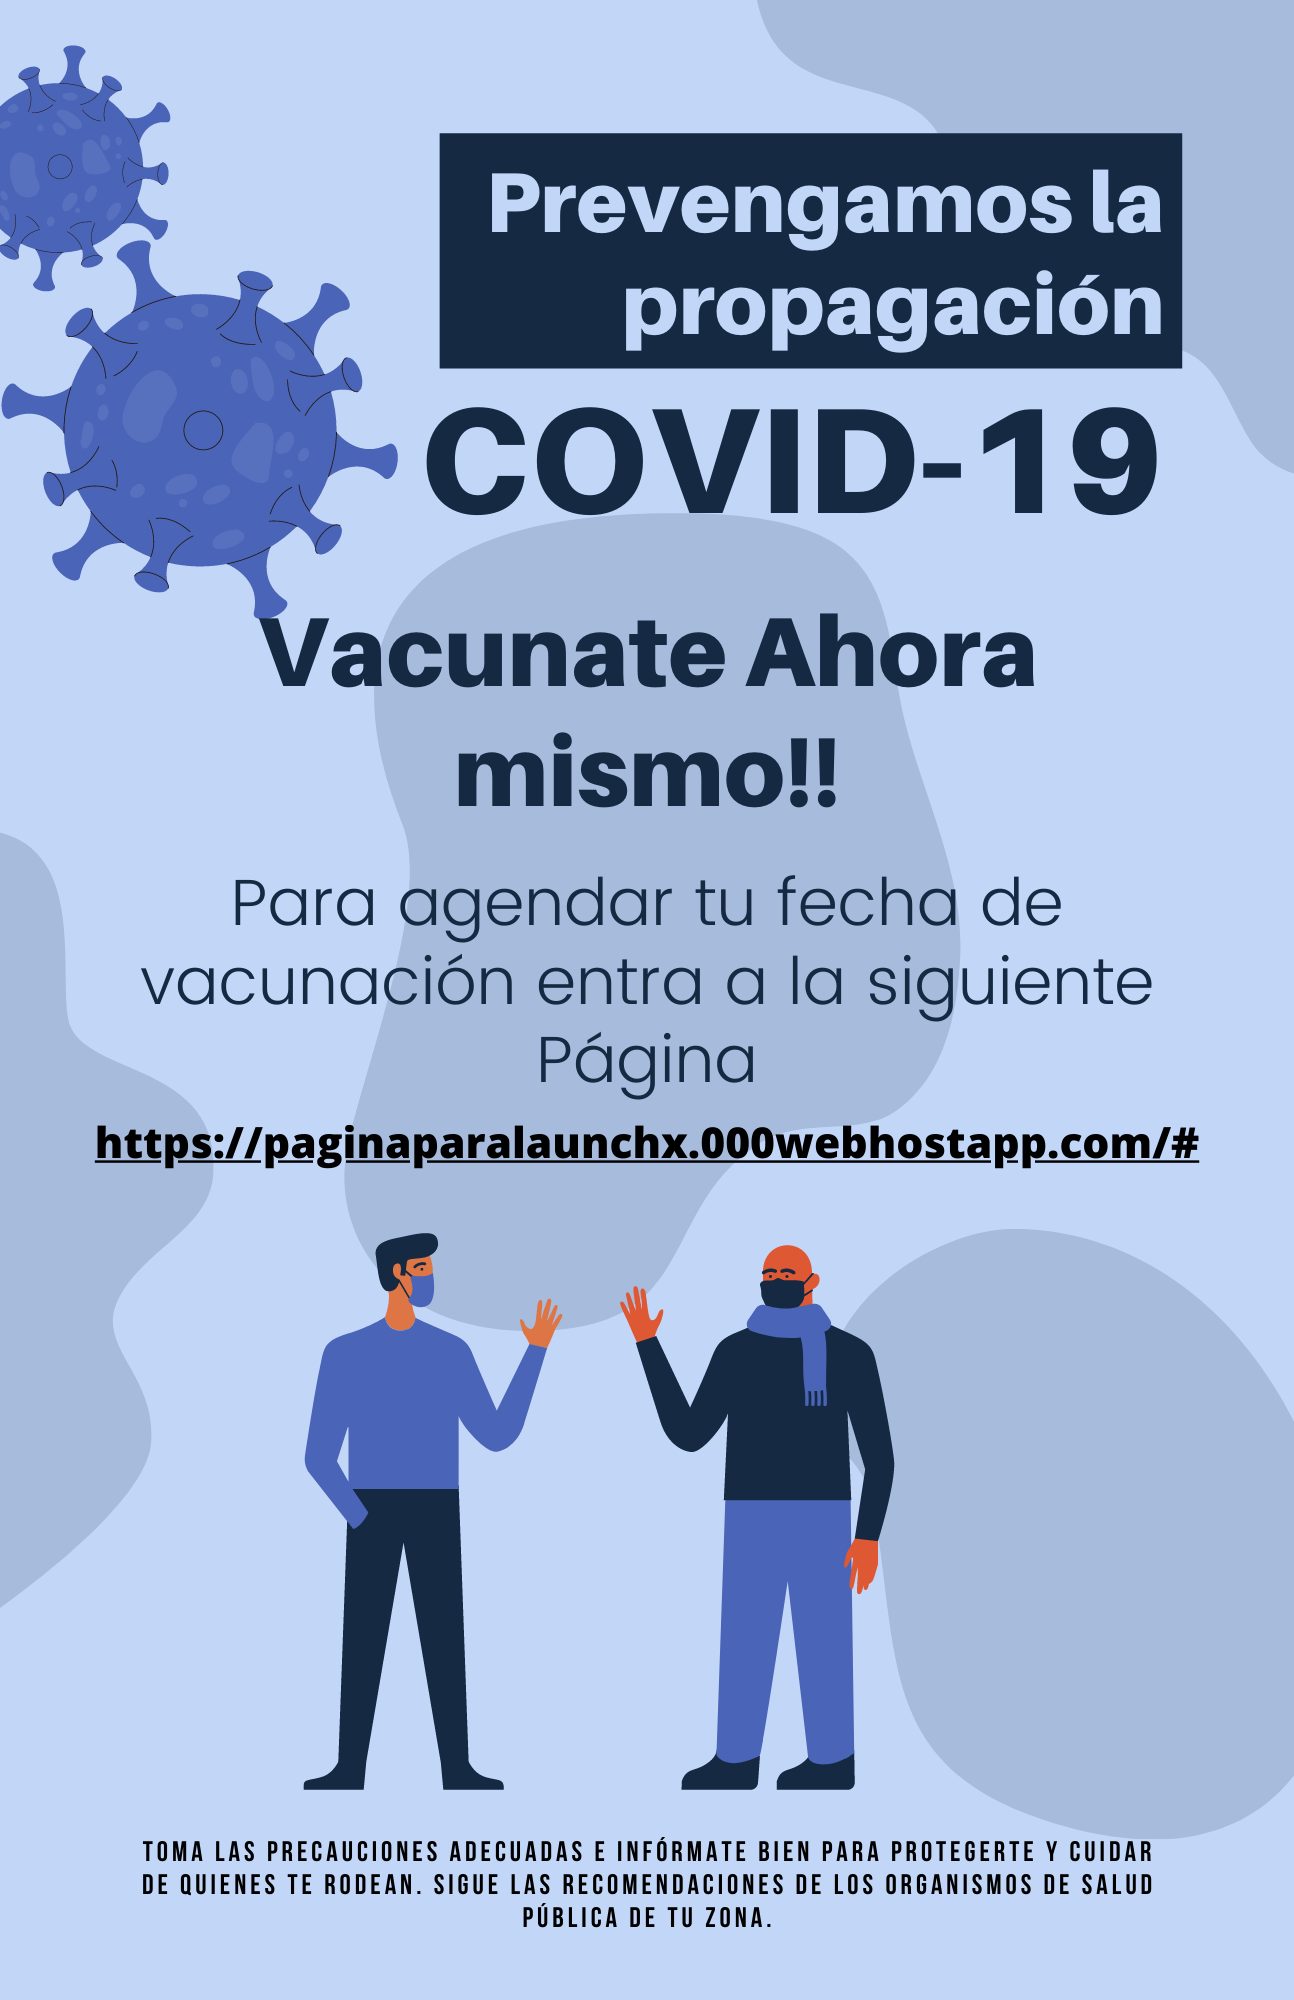 Prevengamos la
propagación
COVID-19
Vacunate Ahora
mismo!!
Para agendar tu fecha de
vacunación entra a la siguiente
Página
https://paginaparalaunchx.000webhostapp.com/#
TOMA LAS PRECAUCIONES ADECUADAS E INFÓRMATE BIEN PARA PROTEGERTE Y CUIDAR
DE QUIENES TE RODEAN. SIGUE LAS RECOMENDACIONES DE LOS ORGANISMOS DE SALUD
PÚBLICA DE TU ZONA.